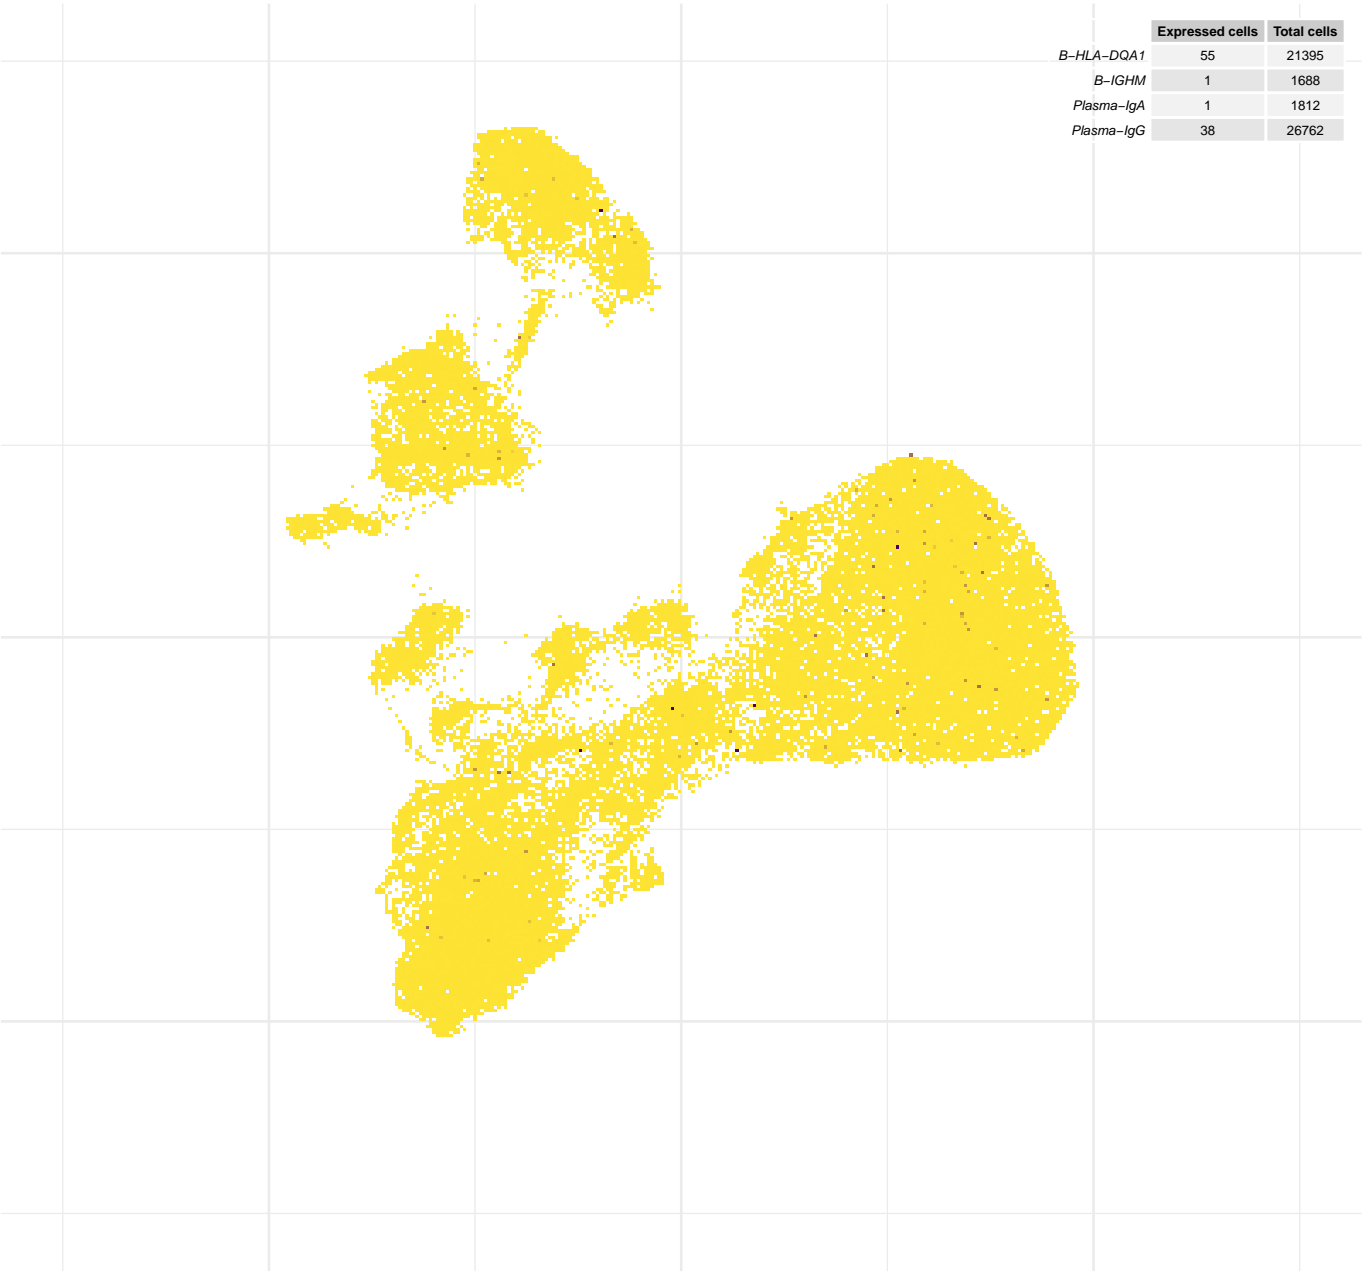 Expressed cells Total cells
B−HLA−DQA1 55 21395
B−IGHM 1 1688
Plasma−IgA 1 1812
Plasma−IgG 38 26762